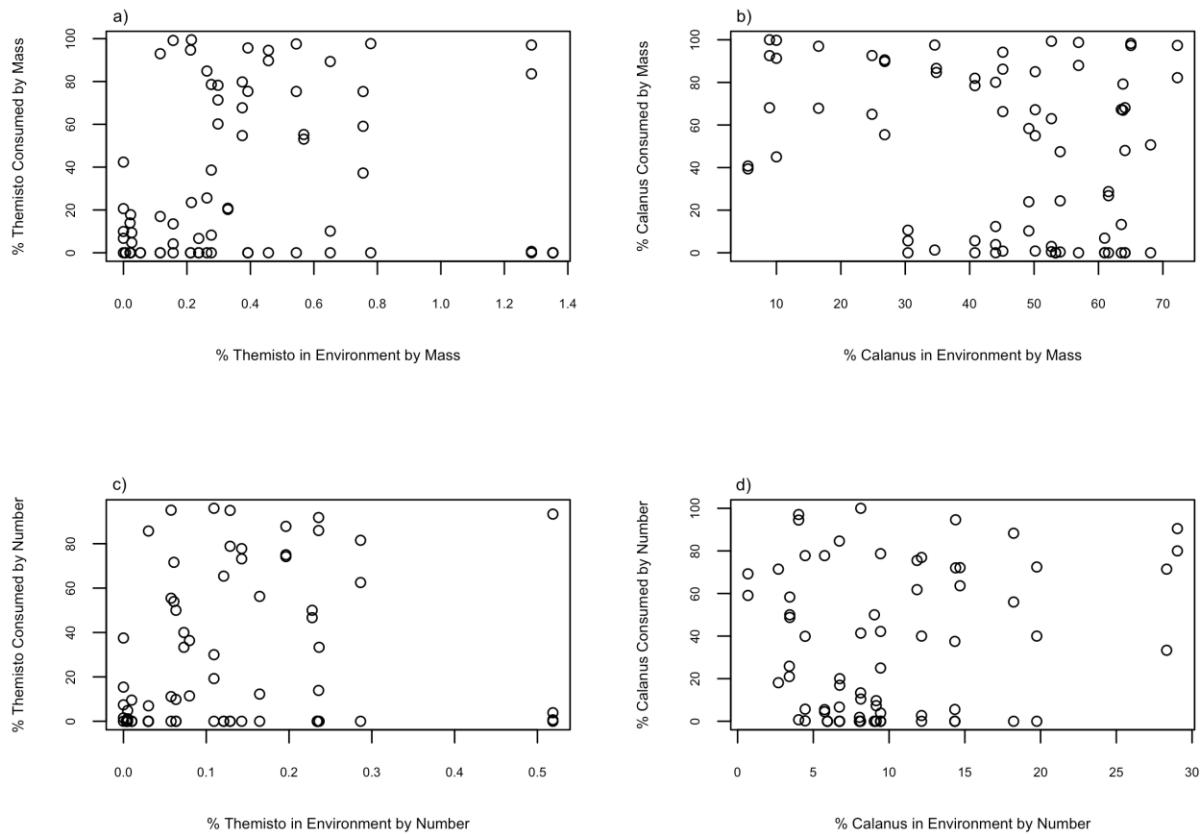 a)
% Themisto Consumed by Mass
100
80
60
40
20
0
0.0 0.2 0.4 0.6 0.8 1.0 1.2 1.4
% Themisto in Environment by Mass
b)
% Calanus Consumed by Mass
100
80
60
40
20
0
10 20 30 40 50 60 70
% Calanus in Environment by Mass
c)
% Themisto Consumed by Number
80
60
40
20
0
0.0 0.1 0.2 0.3 0.4 0.5
% Themisto in Environment by Number
d)
% Calanus Consumed by Number
100
80
60
40
20
0
0 5 10 15 20 25 30
% Calanus in Environment by Number